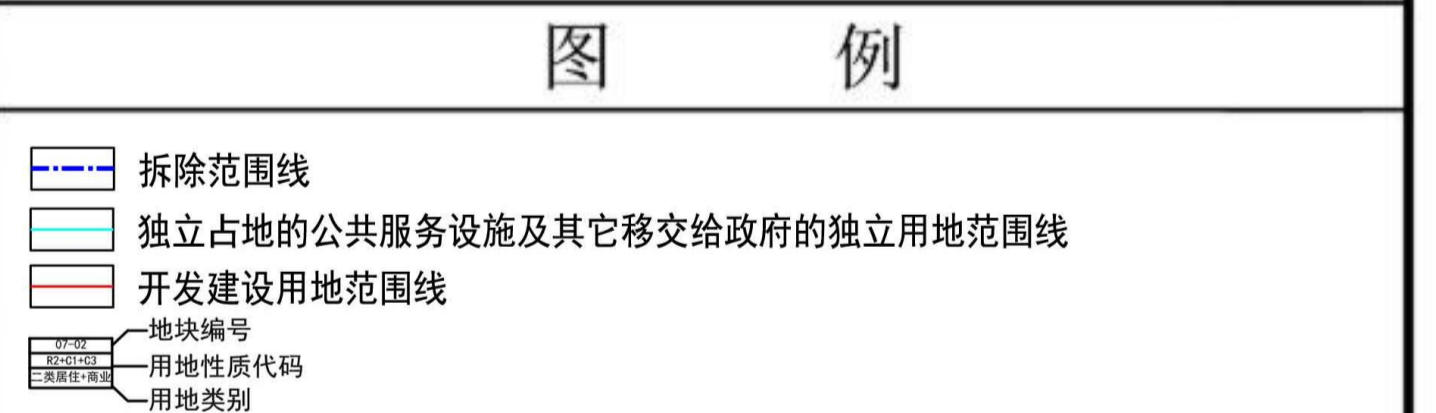 图 例
拆除范围线
独立占地的公共服务设施及其它移交给政府的独立用地范围线
开发建设用地范围线
地块编号
07-02
R2+C1+C3
用地性质代码
二类居住+商业
用地类别